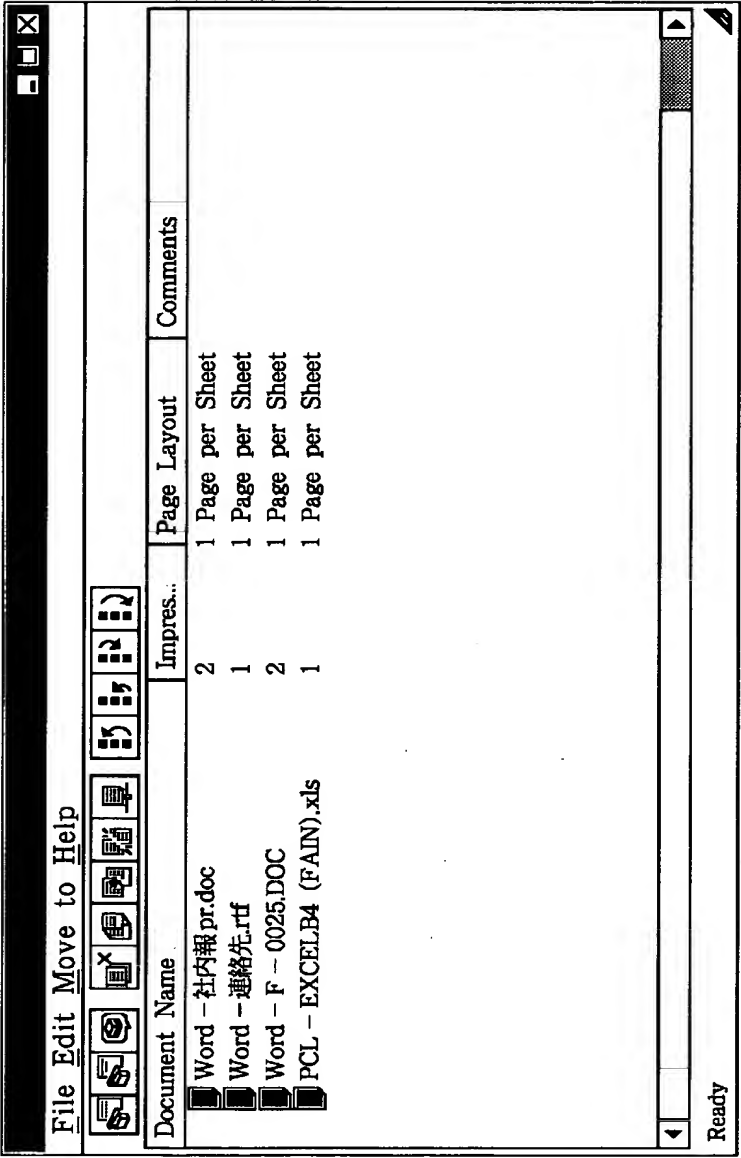 File Edit Move to Help
Document Name Impres... Page Layout Comments
Word – 社内報 pr.doc 2 1 Page per Sheet
Word – 連絡先.rtf 1 1 Page per Sheet
Word – F – 0025.DOC 2 1 Page per Sheet
PCL – EXCELB4 (FAIN).xls 1 1 Page per Sheet
Ready